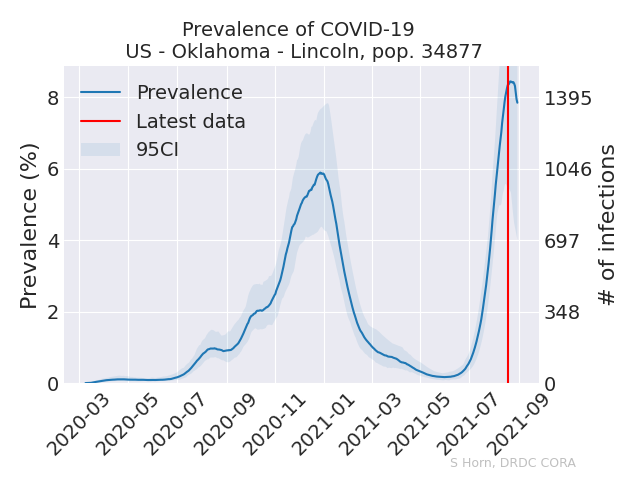 Prevalence of COVID-19
US - Oklahoma - Lincoln, pop. 34877
Prevalence
Latest data
95CI
Prevalence (%)
8
6
4
2
0
1395
1046
697
348
0
# of infections
2020-03
2020-05
2020-07
2020-09
2020-11
2021-01
2021-03
2021-05
2021-07
2021-09
S Horn, DRDC CORA